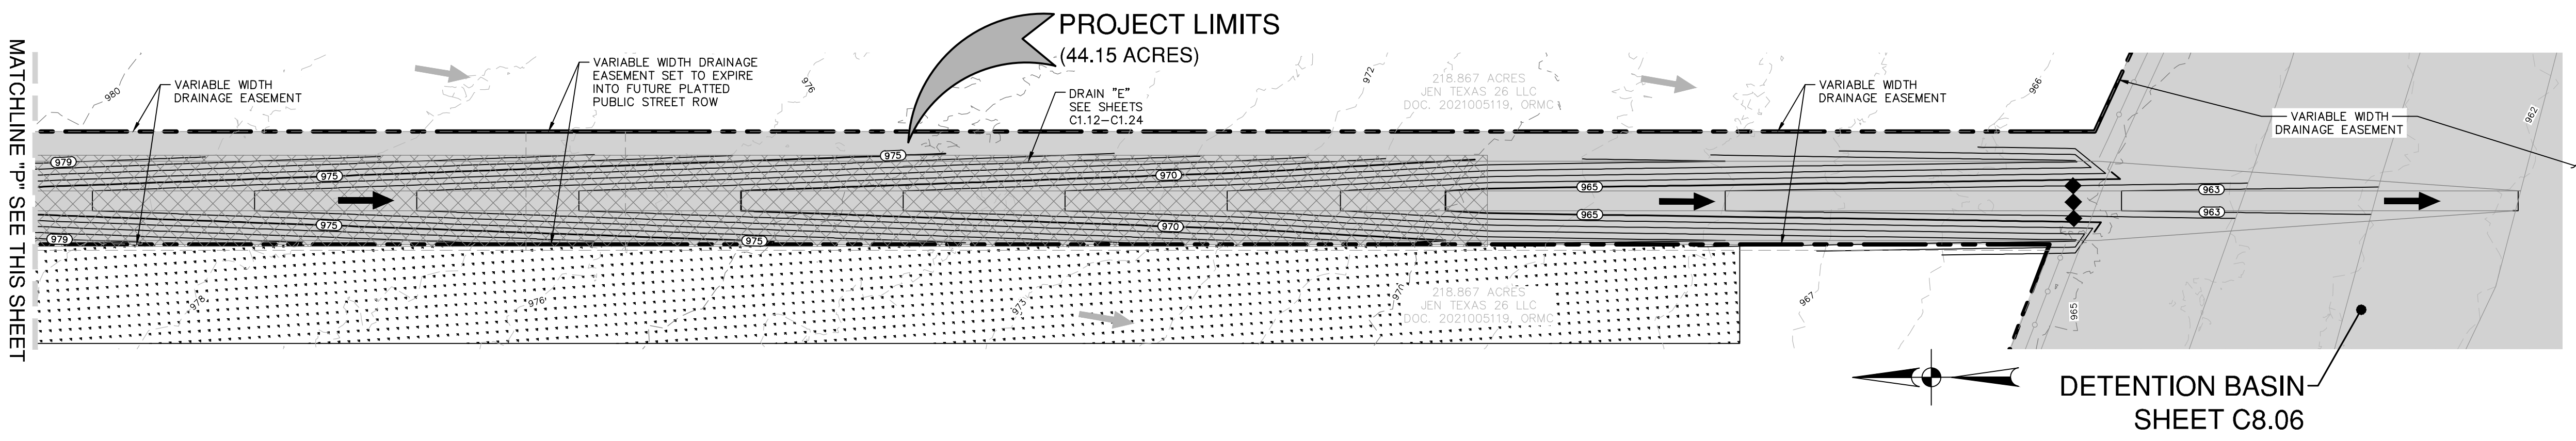 MATCHLINE "P" SEE THIS SHEET
PROJECT LIMITS
(44.15 ACRES)
VARIABLE WIDTH
DRAINAGE EASEMENT
VARIABLE WIDTH DRAINAGE
EASEMENT SET TO EXPIRE
INTO FUTURE PLATTED
PUBLIC STREET ROW
DRAIN "E"
SEE SHEETS
C1.12-C1.24
218.867 ACRES
JEN TEXAS 26 LLC
DOC. 2021005119, ORMC
VARIABLE WIDTH
DRAINAGE EASEMENT
VARIABLE WIDTH
DRAINAGE EASEMENT
980
976
972
966
962
979
975
975
970
965
963
979
975
975
970
965
963
978
976
973
970
967
965
218.867 ACRES
JEN TEXAS 26 LLC
DOC. 2021005119, ORMC
DETENTION BASIN
SHEET C8.06